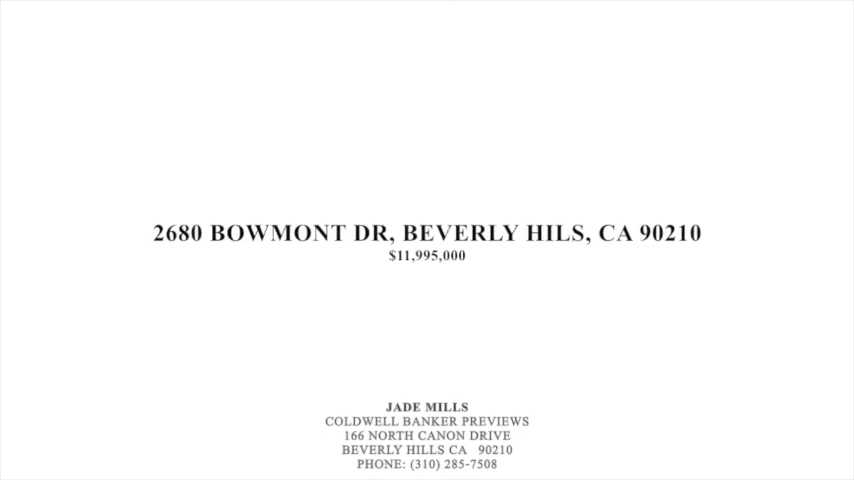 2680 BOWMONT DR, BEVERLY HILS, CA 90210
$11,995,000
JADE MILLS
COLDWELL BANKER PREVIEWS
166 NORTH CANON DRIVE
BEVERLY HILLS CA 90210
PHONE: (310) 285-7508